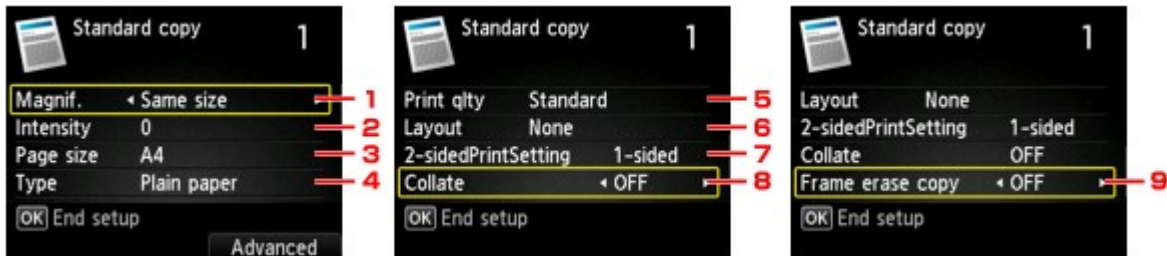 Standard copy 1
Magnif. Same size 1
Intensity 0 2
Page size A4 3
Type Plain paper 4
OK End setup
Advanced
Standard copy 1
Print qlty Standard 5
Layout None 6
2-sidedPrintSetting 1-sided 7
Collate OFF 8
OK End setup
Standard copy 1
Layout None
2-sidedPrintSetting 1-sided
Collate OFF
Frame erase copy OFF 9
OK End setup